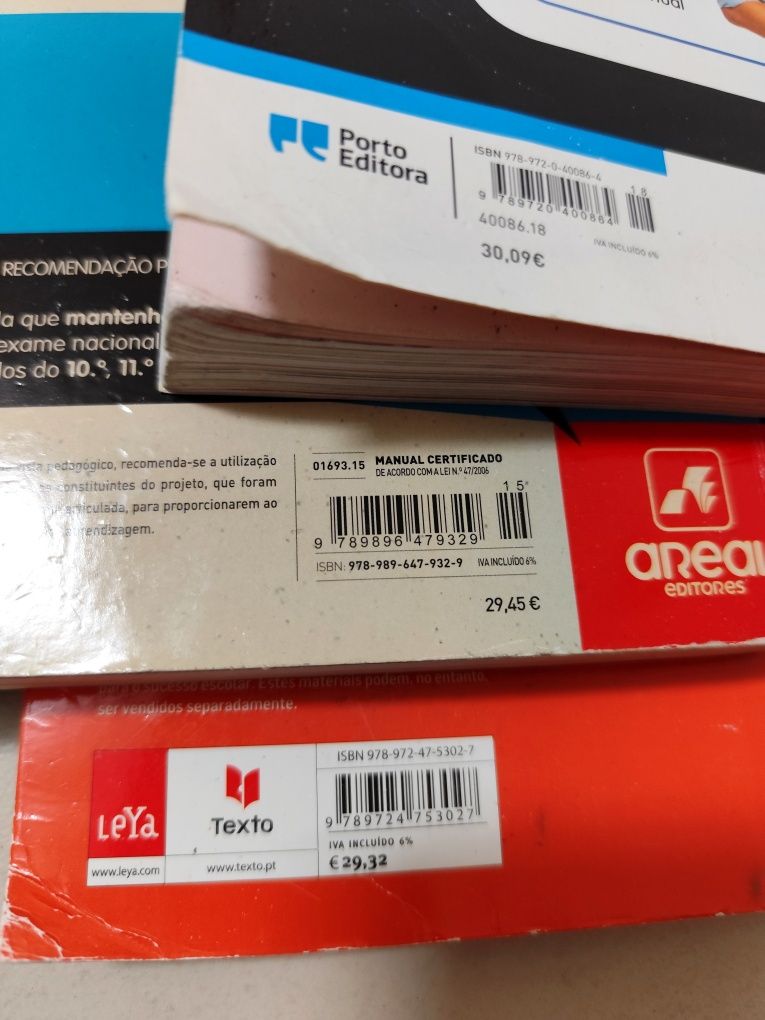 Porto
Editora
ISBN 978-972-0-40086-4
18
9 789720 400864
40086.18
IVA INCLUÍDO 6%
30,09€
RECOMENDAÇÃO
que mantenh
exame nacional
do 10.º, 11.º
pedagógico, recomenda-se a utilização
constituintes do projeto, que foram
articulada, para proporcionarem ao
aprendizagem.
01693.15 MANUAL CERTIFICADO
DE ACORDO COM A LEI N.º 47/2006
15
9 789896 479329
ISBN: 978-989-647-932-9 IVA INCLUÍDO 6%
29,45 €
areal
EDITORES
para o sucesso escolar. Estes materiais podem, no entanto,
ser vendidos separadamente.
LeYa
www.leya.com
Texto
www.texto.pt
ISBN 978-972-47-5302-7
9 789724 753027
IVA INCLUÍDO 6%
€ 29,32